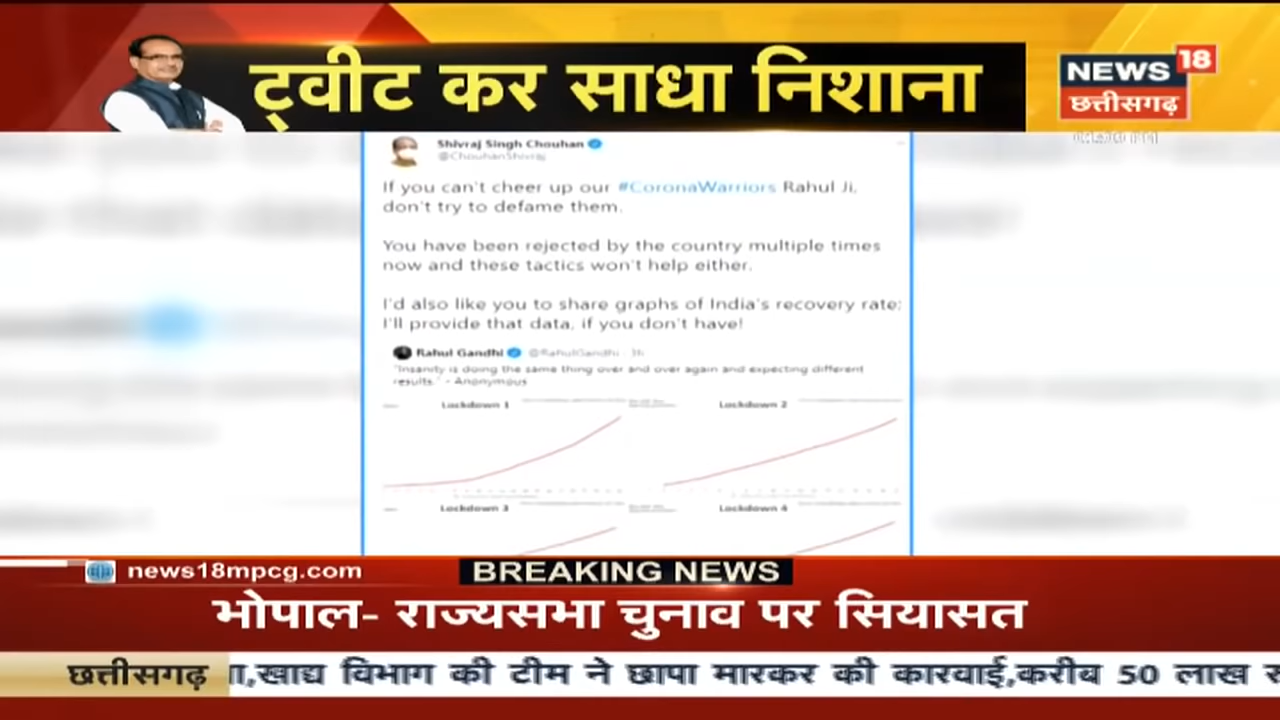 ट्वीट कर साधा निशाना
NEWS 18
छत्तीसगढ़
Shivraj Singh Chouhan
@ChouhanShivraj
If you can't cheer up our #CoronaWarriors Rahul Ji,
don't try to defame them.
You have been rejected by the country multiple times
now and these tactics won't help either.
I'd also like you to share graphs of India's recovery rate;
I'll provide that data, if you don't have!
Rahul Gandhi @RahulGandhi · 3h
"Insanity is doing the same thing over and over again and expecting different
results." - Anonymous
Lockdown 1
Lockdown 2
Lockdown 3
Lockdown 4
news18mpcg.com
BREAKING NEWS
भोपाल- राज्यसभा चुनाव पर सियासत
छत्तीसगढ़
,खाद्य विभाग की टीम ने छापा मारकर की कारवाई,करीब 50 लाख